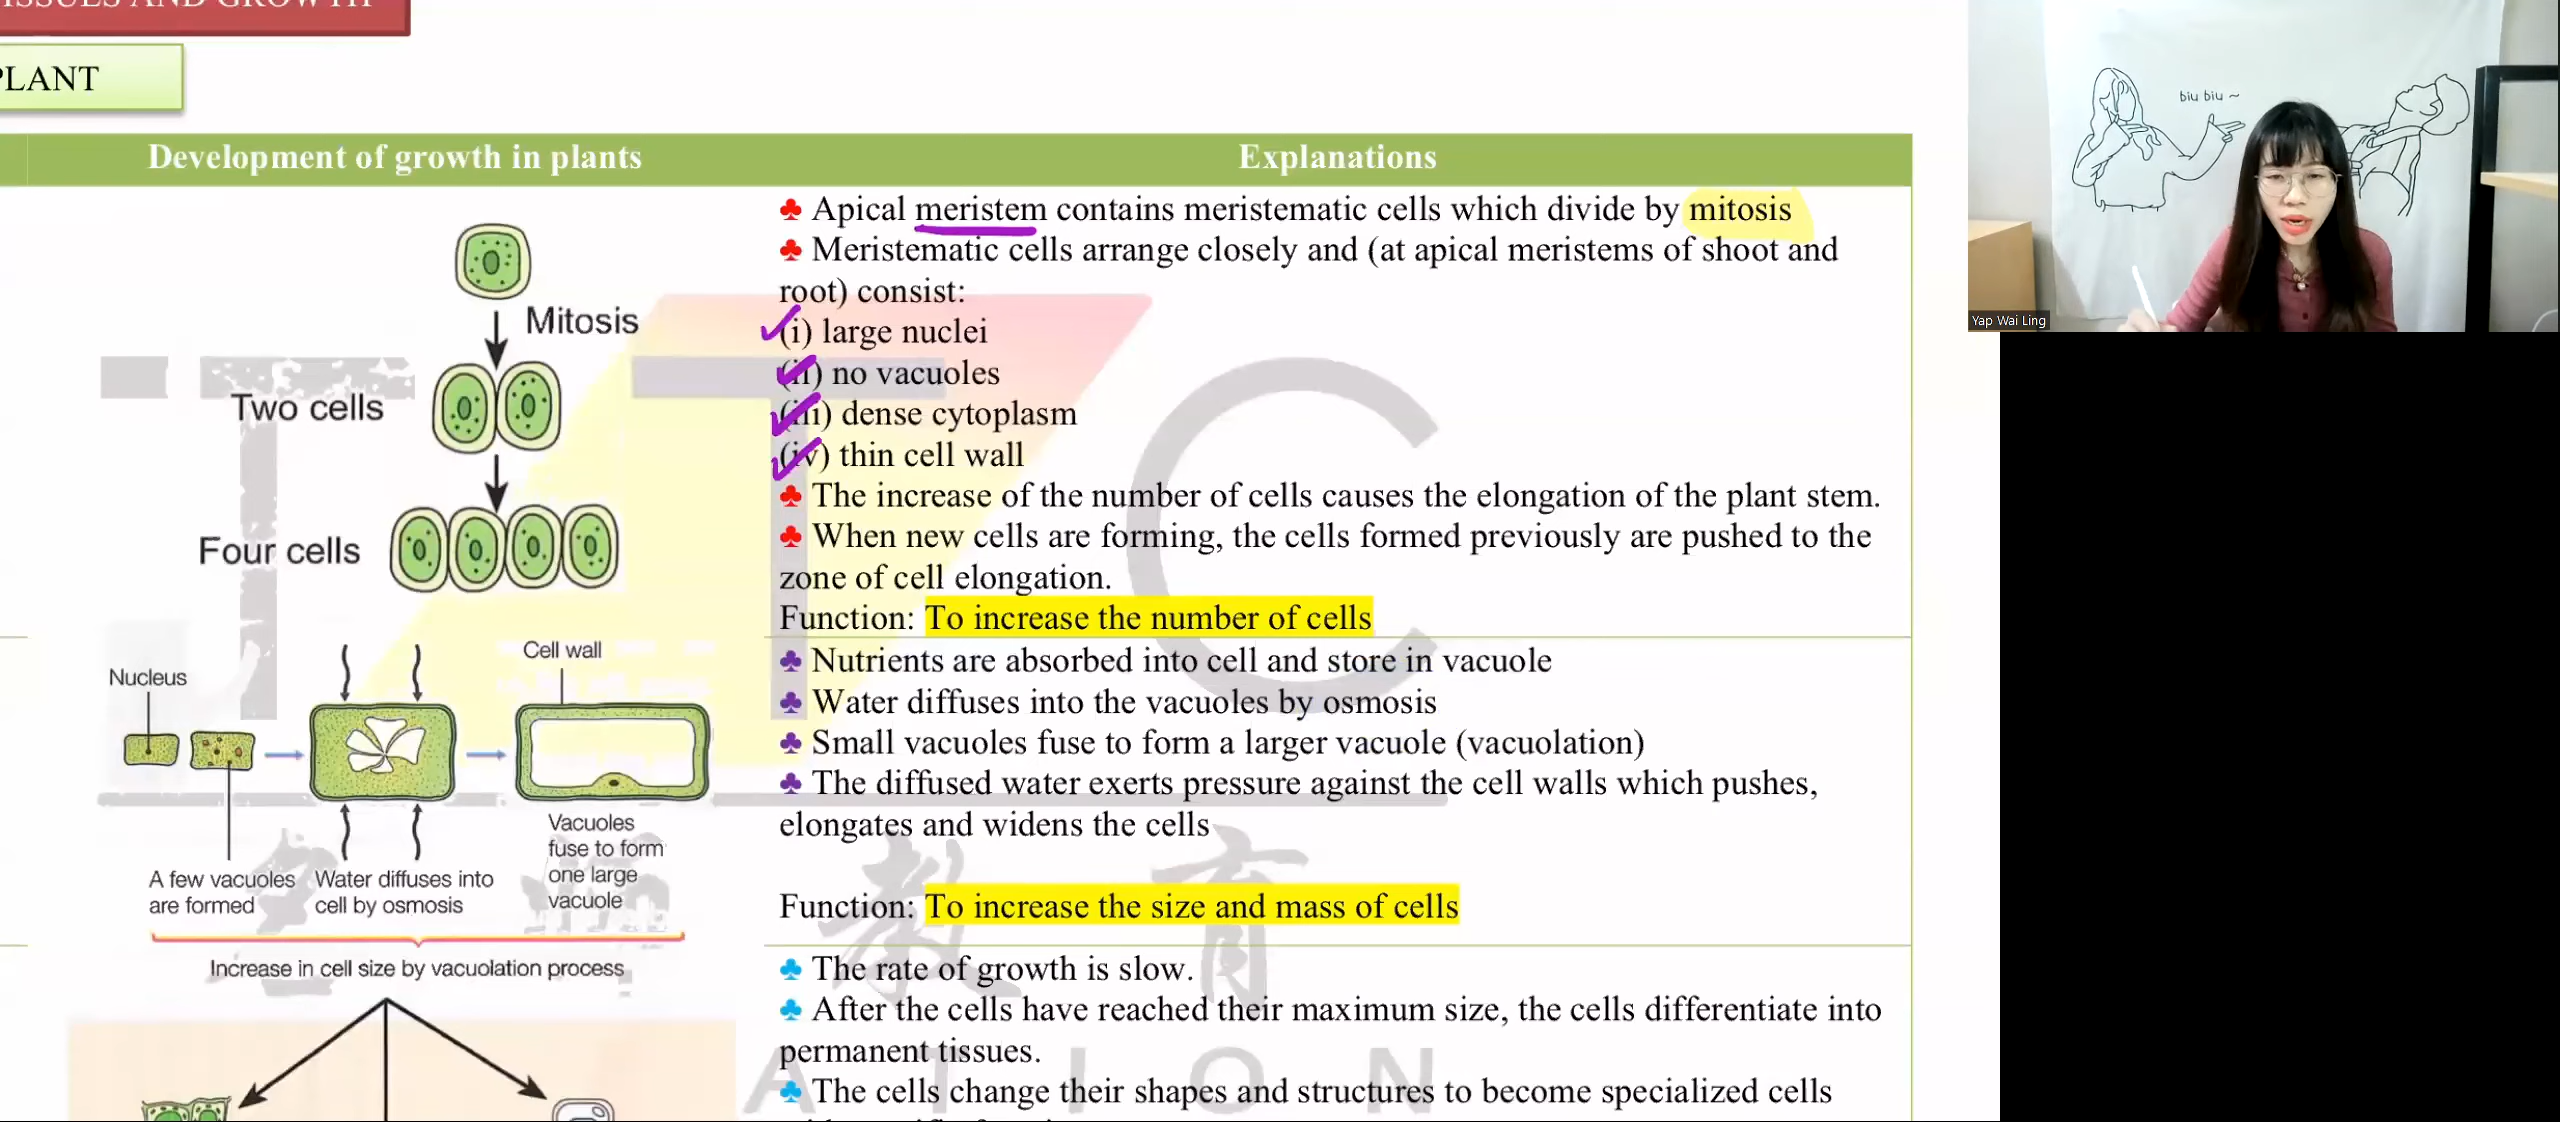 TISSUES AND GROWTH
PLANT
Development of growth in plants
Explanations
Mitosis
Two cells
Four cells
♣ Apical meristem contains meristematic cells which divide by mitosis
♣ Meristematic cells arrange closely and (at apical meristems of shoot and
root) consist:
(i) large nuclei
(ii) no vacuoles
(iii) dense cytoplasm
(iv) thin cell wall
♣ The increase of the number of cells causes the elongation of the plant stem.
♣ When new cells are forming, the cells formed previously are pushed to the
zone of cell elongation.
Function: To increase the number of cells
Nucleus
Cell wall
A few vacuoles
are formed
Water diffuses into
cell by osmosis
Vacuoles
fuse to form
one large
vacuole
Increase in cell size by vacuolation process
♣ Nutrients are absorbed into cell and store in vacuole
♣ Water diffuses into the vacuoles by osmosis
♣ Small vacuoles fuse to form a larger vacuole (vacuolation)
♣ The diffused water exerts pressure against the cell walls which pushes,
elongates and widens the cells
Function: To increase the size and mass of cells
♣ The rate of growth is slow.
♣ After the cells have reached their maximum size, the cells differentiate into
permanent tissues.
♣ The cells change their shapes and structures to become specialized cells
TC
教育
ATION
biu biu ~
Yap Wai Ling